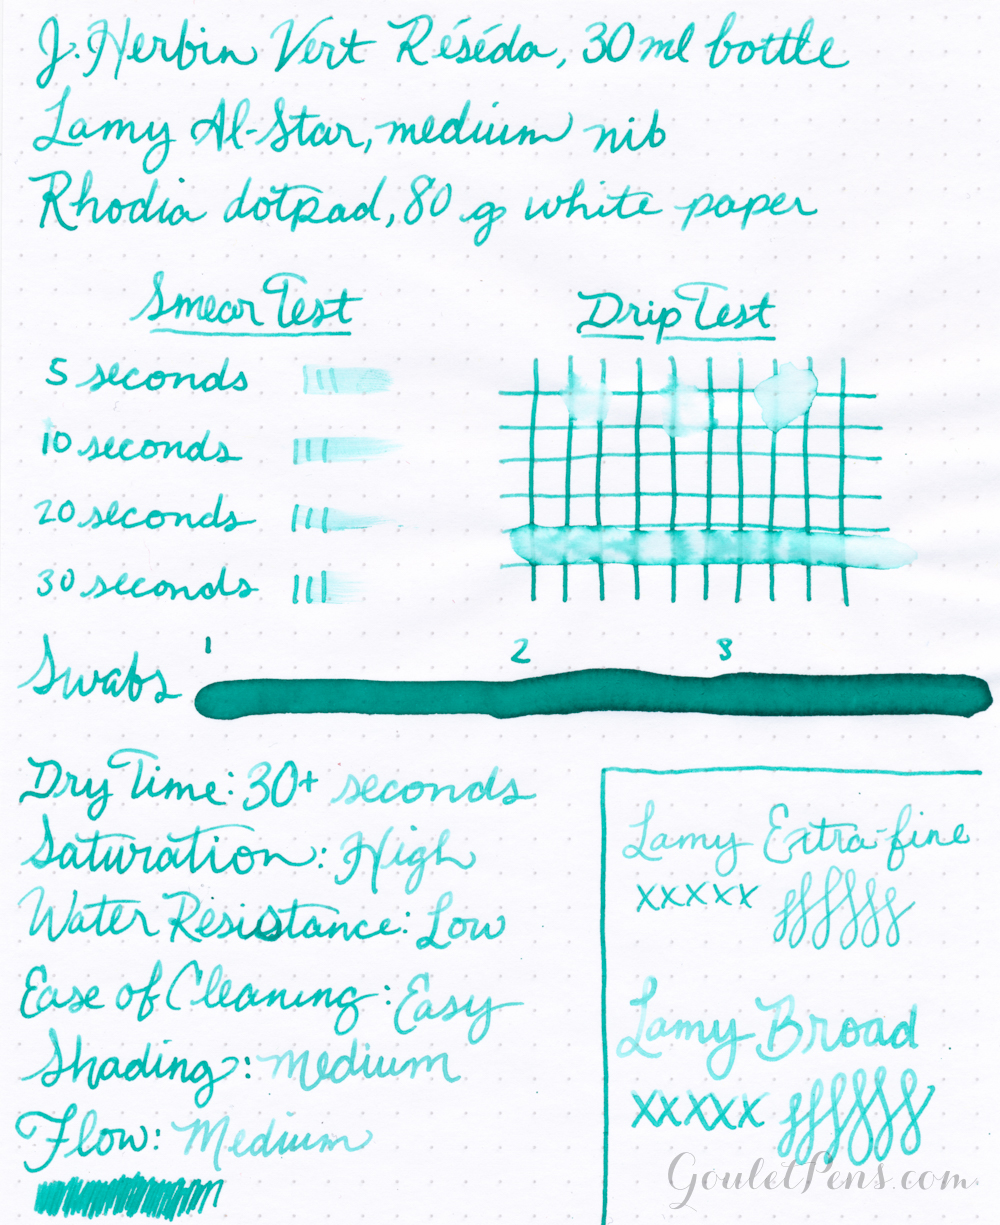 J. Herbin Vert Réséda, 30 ml bottle
Lamy Al-Star, medium nib
Rhodia dotpad, 80 g white paper
Smear Test
5 seconds
10 seconds
20 seconds
30 seconds
Drip Test
1 2 3
Swabs
Dry Time: 30+ seconds
Saturation: High
Water Resistance: Low
Ease of Cleaning: Easy
Shading: Medium
Flow: Medium
Lamy Extra-fine
xxxxx
Lamy Broad
xxxxx
GouletPens.com